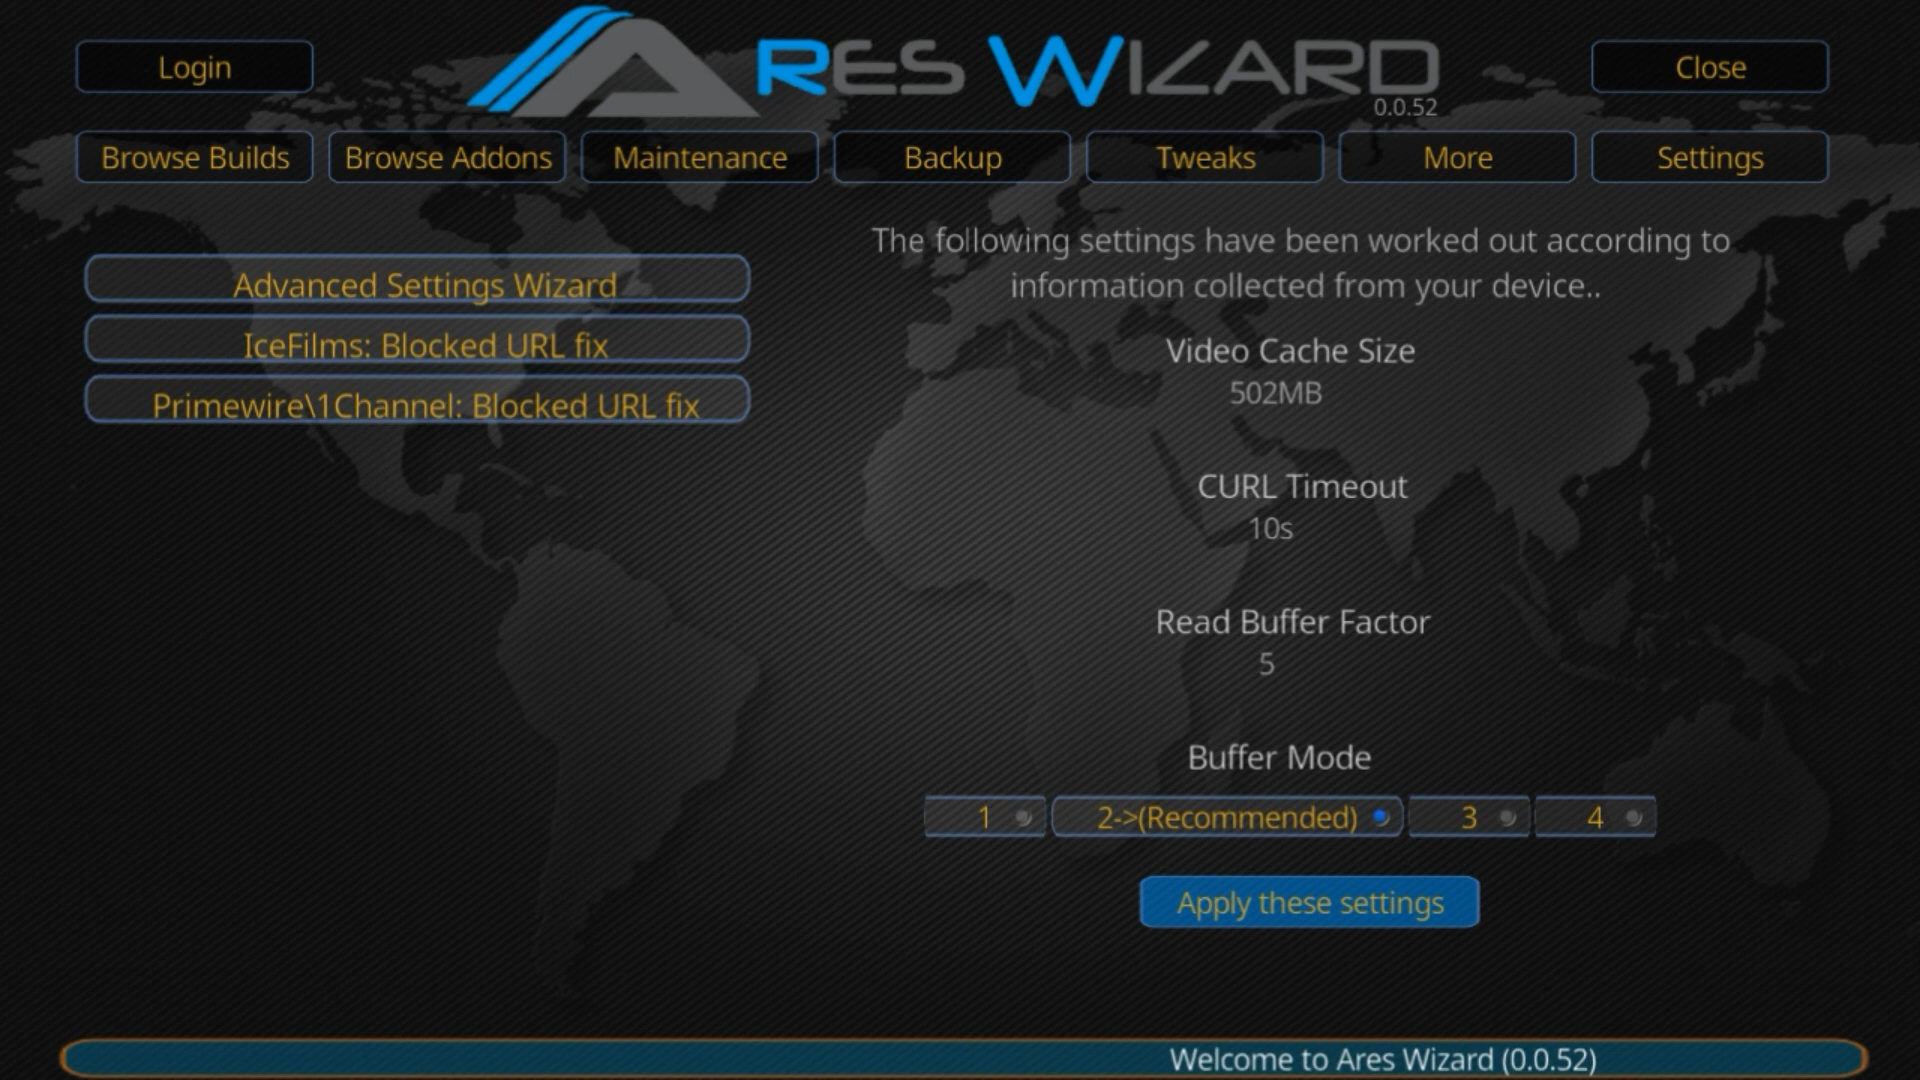 Login
ARES WIZARD
0.0.52
Close
Browse Builds
Browse Addons
Maintenance
Backup
Tweaks
More
Settings
Advanced Settings Wizard
IceFilms: Blocked URL fix
Primewire\1Channel: Blocked URL fix
The following settings have been worked out according to
information collected from your device..
Video Cache Size
502MB
CURL Timeout
10s
Read Buffer Factor
5
Buffer Mode
1
2->(Recommended)
3
4
Apply these settings
Welcome to Ares Wizard (0.0.52)